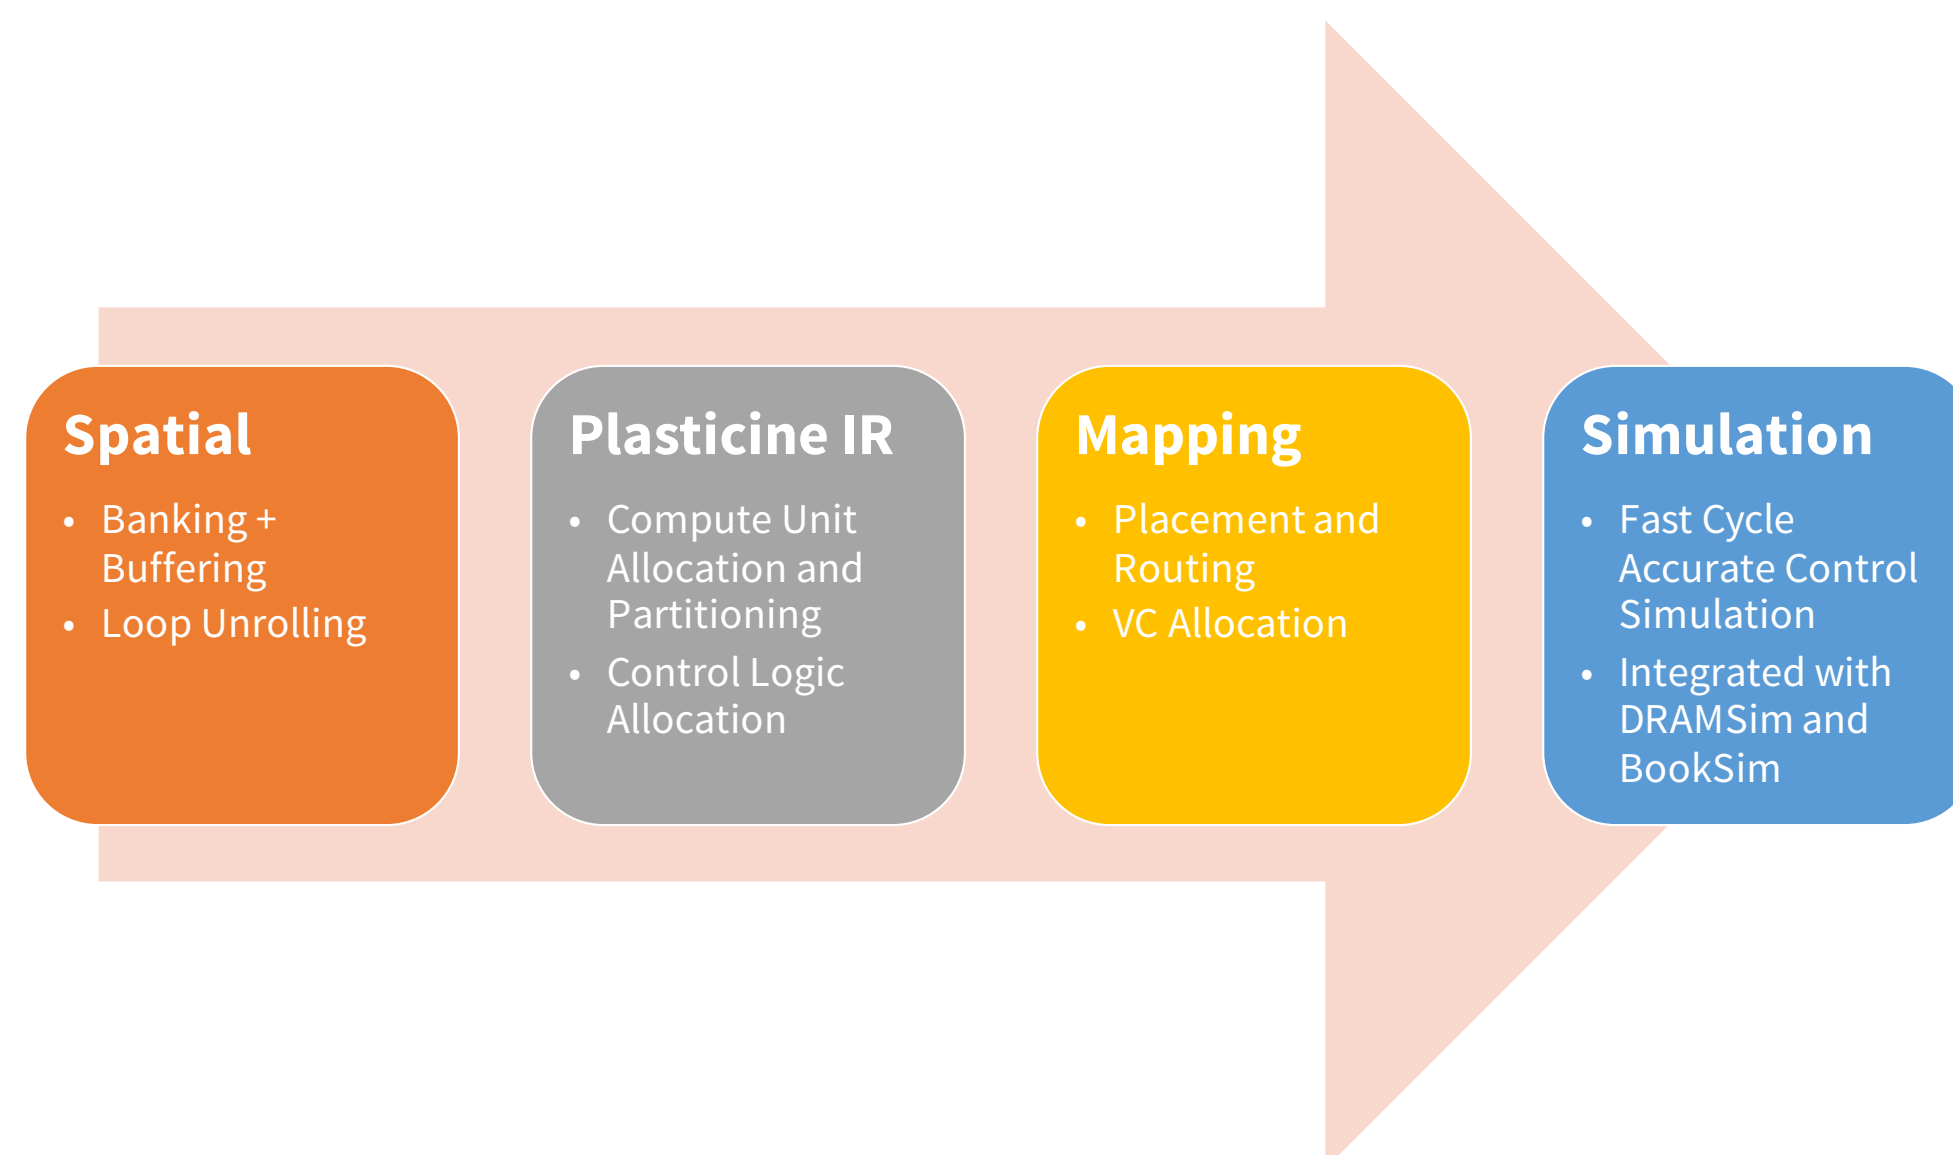 Spatial
• Banking +
Buffering
• Loop Unrolling
Plasticine IR
• Compute Unit
Allocation and
Partitioning
• Control Logic
Allocation
Mapping
• Placement and
Routing
• VC Allocation
Simulation
• Fast Cycle
Accurate Control
Simulation
• Integrated with
DRAMSim and
BookSim